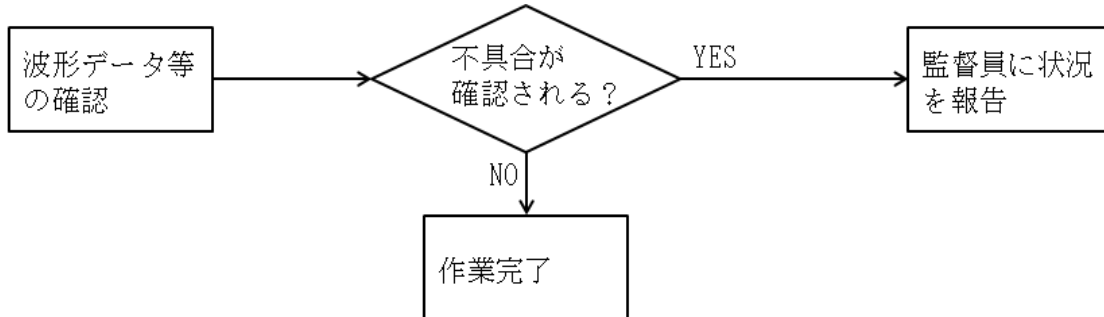 波形データ等
の確認
不具合が
確認される？
YES
監督員に状況
を報告
NO
作業完了